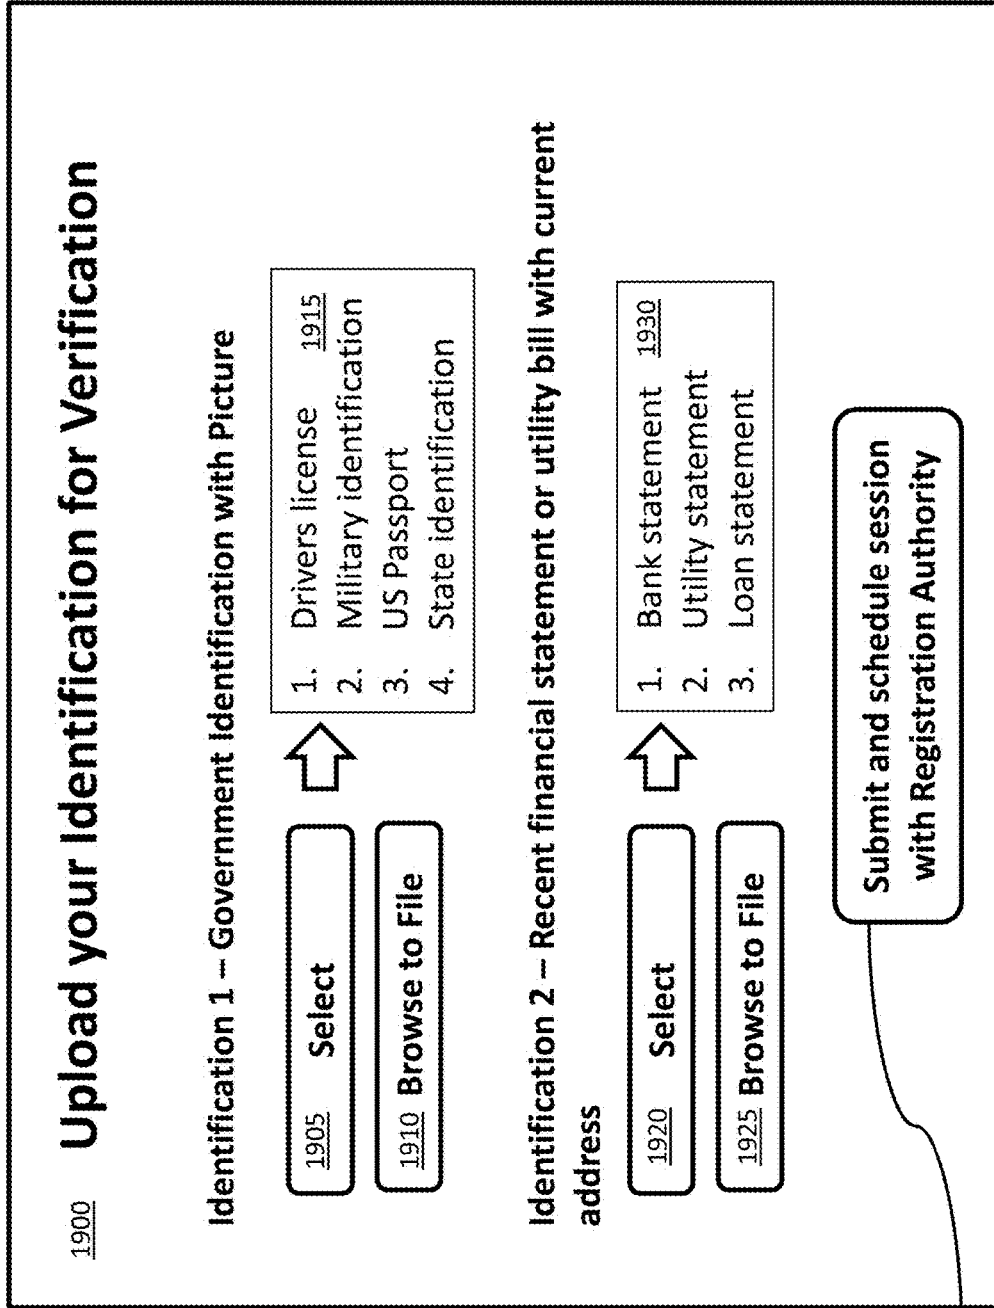 1900 Upload your Identification for Verification
Identification 1 – Government Identification with Picture
1905 Select
1910 Browse to File
1. Drivers license 1915
2. Military identification
3. US Passport
4. State identification
Identification 2 – Recent financial statement or utility bill with current
address
1920 Select
1925 Browse to File
1. Bank statement 1930
2. Utility statement
3. Loan statement
Submit and schedule session
with Registration Authority